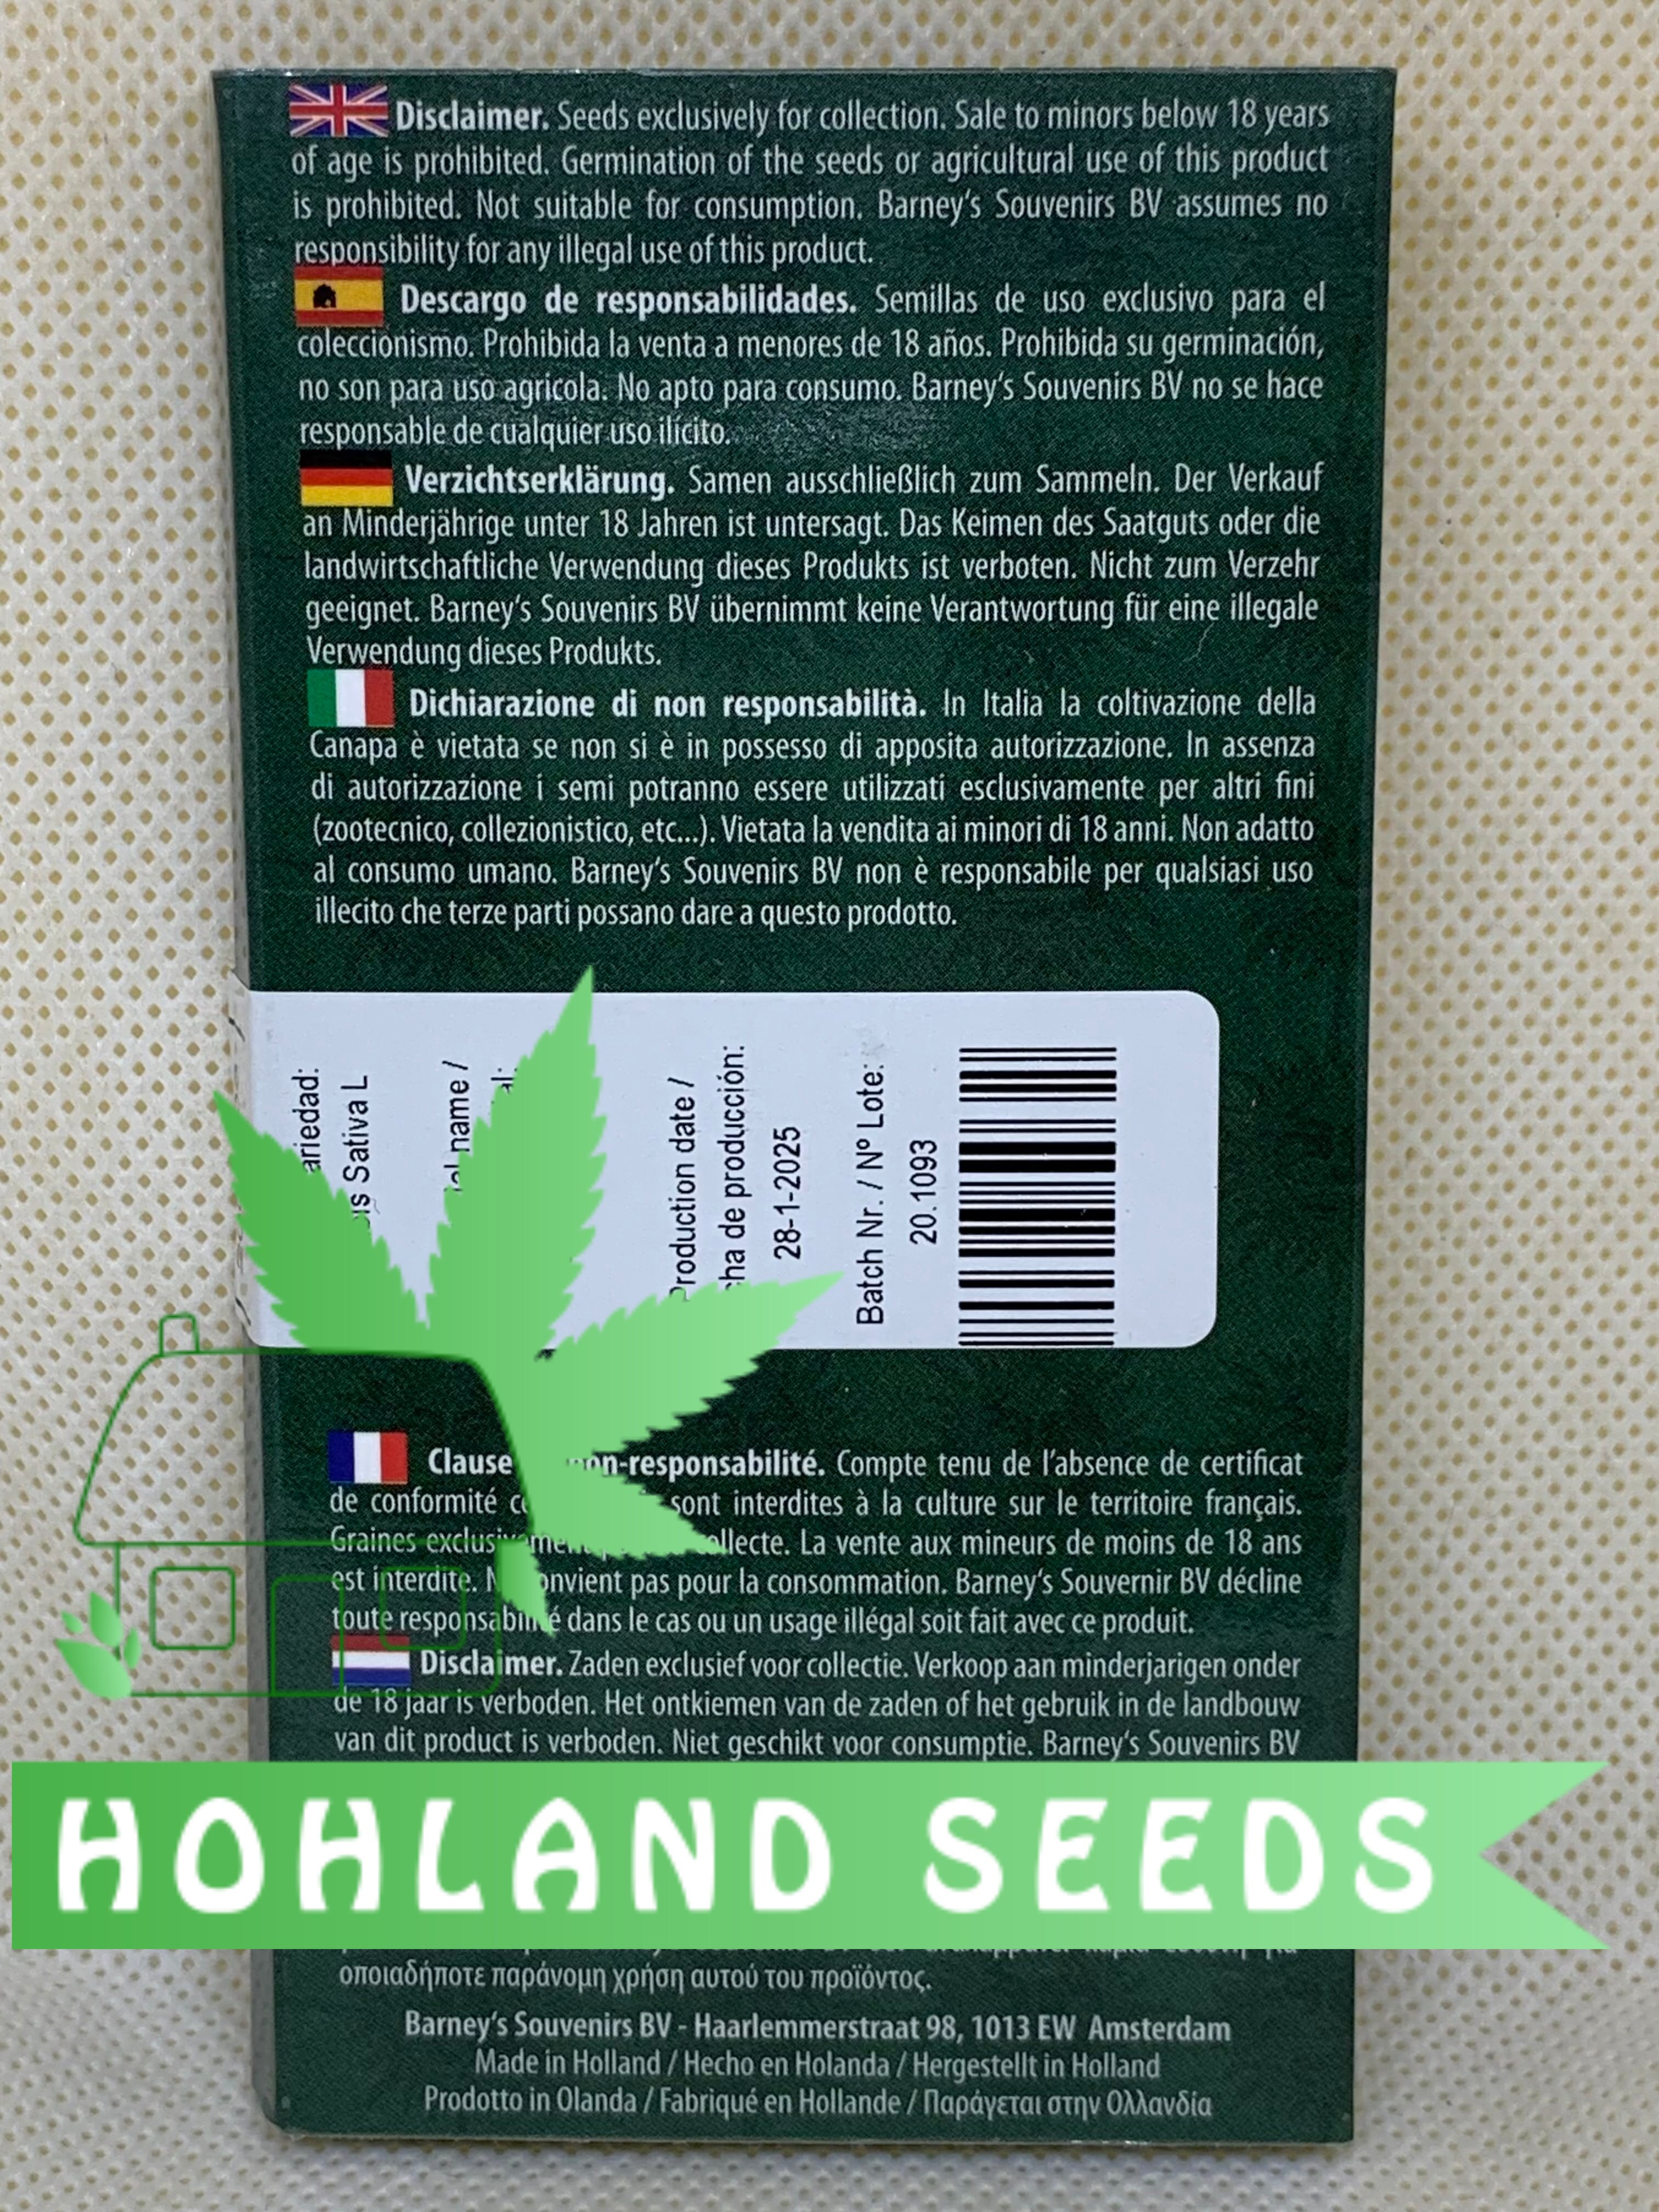 Disclaimer. Seeds exclusively for collection. Sale to minors below 18 years
of age is prohibited. Germination of the seeds or agricultural use of this product
is prohibited. Not suitable for consumption. Barney's Souvenirs BV assumes no
responsibility for any illegal use of this product.
Descargo de responsabilidades. Semillas de uso exclusivo para el
coleccionismo. Prohibida la venta a menores de 18 años. Prohibida su germinación,
no son para uso agrícola. No apto para consumo. Barney's Souvenirs BV no se hace
responsable de cualquier uso ilícito.
Verzichtserklärung. Samen ausschließlich zum Sammeln. Der Verkauf
an Minderjährige unter 18 Jahren ist untersagt. Das Keimen des Saatguts oder die
landwirtschaftliche Verwendung dieses Produkts ist verboten. Nicht zum Verzehr
geeignet. Barney's Souvenirs BV übernimmt keine Verantwortung für eine illegale
Verwendung dieses Produkts.
Dichiarazione di non responsabilità. In Italia la coltivazione della
Canapa è vietata se non si è in possesso di apposita autorizzazione. In assenza
di autorizzazione i semi potranno essere utilizzati esclusivamente per altri fini
(zootecnico, collezionistico, etc...). Vietata la vendita ai minori di 18 anni. Non adatto
al consumo umano. Barney's Souvenirs BV non è responsabile per qualsiasi uso
illecito che terze parti possano dare a questo prodotto.
Sativa L
name /
Production date /
de producción:
28-1-2025
Batch Nr. / Nº Lote:
20.1093
Clause non-responsabilité. Compte tenu de l'absence de certificat
de conformité sont interdites à la culture sur le territoire français.
Graines La vente aux mineurs de moins de 18 ans
est interdite. convient pas pour la consommation. Barney's Souvernir BV décline
toute responsabilité dans le cas ou un usage illégal soit fait avec ce produit.
Disclaimer. Zaden exclusief voor collectie. Verkoop aan minderjarigen onder
de 18 jaar is verboden. Het ontkiemen van de zaden of het gebruik in de landbouw
van dit product is verboden. Niet geschikt voor consumptie. Barney's Souvenirs BV
HOHLAND SEEDS
οποιαδήποτε παράνομη χρήση αυτού του προϊόντος.
Barney's Souvenirs BV - Haarlemmerstraat 98, 1013 EW Amsterdam
Made in Holland / Hecho en Holanda / Hergestellt in Holland
Prodotto in Olanda / Fabriqué en Hollande / Παράγεται στην Ολλανδία